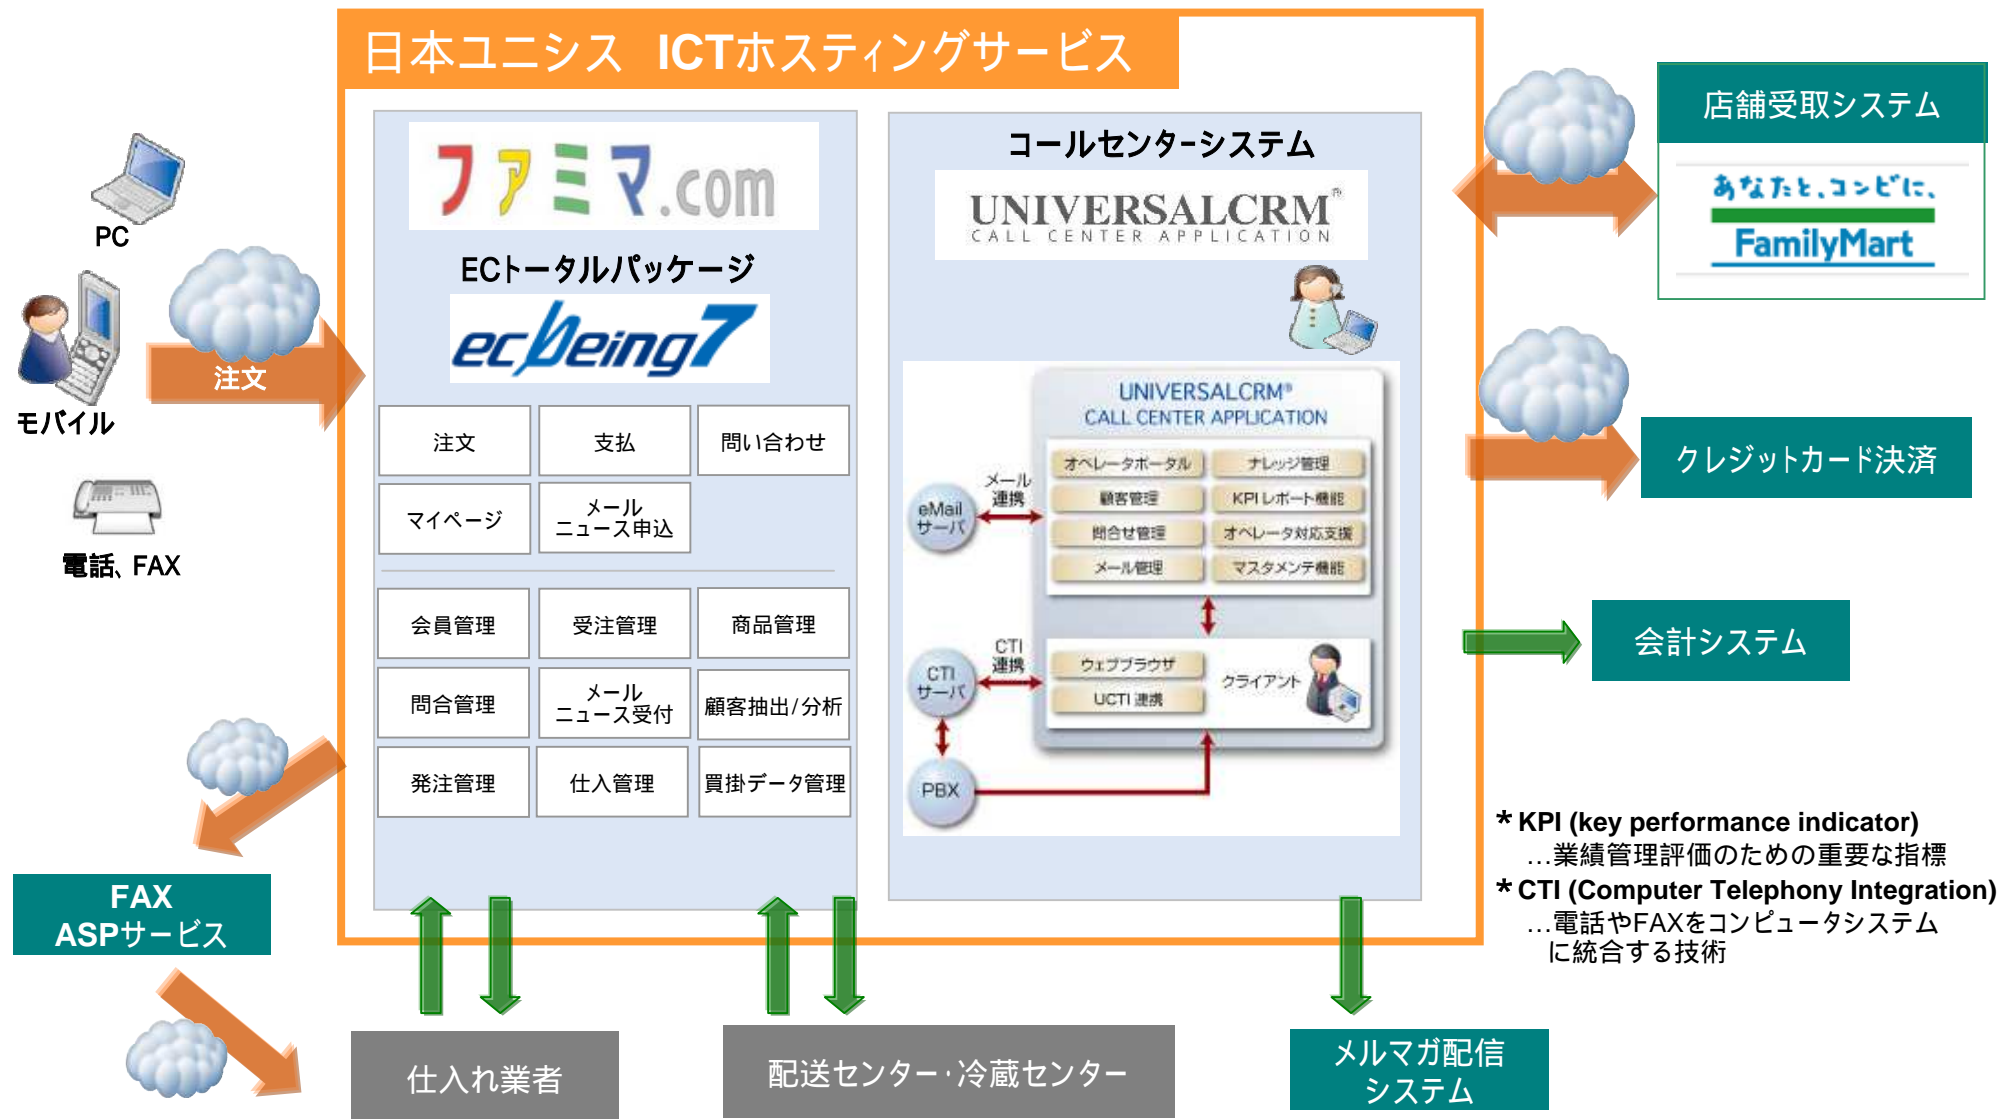 日本ユニシス ICTホスティングサービス
PC
モバイル
電話、FAX
注文
ファミマ.com
ECトータルパッケージ
ecbeing7
注文
支払
問い合わせ
マイページ
メール
ニュース申込
会員管理
受注管理
商品管理
問合管理
メール
ニュース受付
顧客抽出/分析
発注管理
仕入管理
買掛データ管理
コールセンターシステム
UNIVERSALCRM®
CALL CENTER APPLICATION
UNIVERSALCRM®
CALL CENTER APPLICATION
オペレータポータル
ナレッジ管理
顧客管理
KPIレポート機能
問合せ管理
オペレータ対応支援
メール管理
マスタメンテ機能
eMail
サーバ
メール
連携
CTI
サーバ
CTI
連携
ウェブブラウザ
UCTI 連携
クライアント
PBX
店舗受取システム
あなたと、コンビに、
FamilyMart
クレジットカード決済
会計システム
*KPI (key performance indicator)
…業績管理評価のための重要な指標
*CTI (Computer Telephony Integration)
…電話やFAXをコンピュータシステム
に統合する技術
FAX
ASPサービス
仕入れ業者
配送センター・冷蔵センター
メルマガ配信
システム